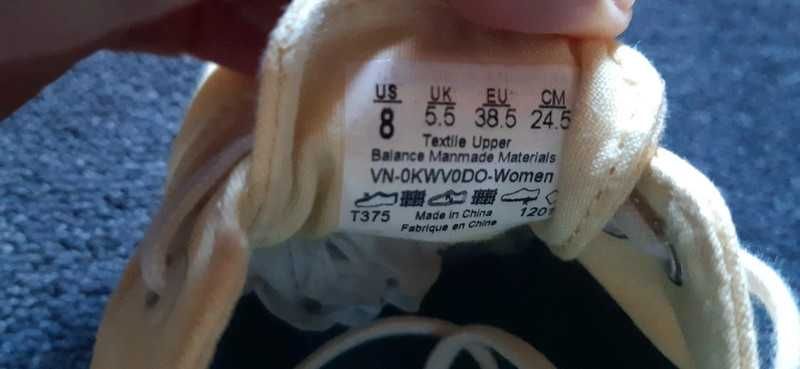 US UK EU CM
8 5.5 38.5 24.5
Textile Upper
Balance Manmade Materials
VN-0KWV0DO-Women
T375 Made in China 1201
Fabrique en Chine